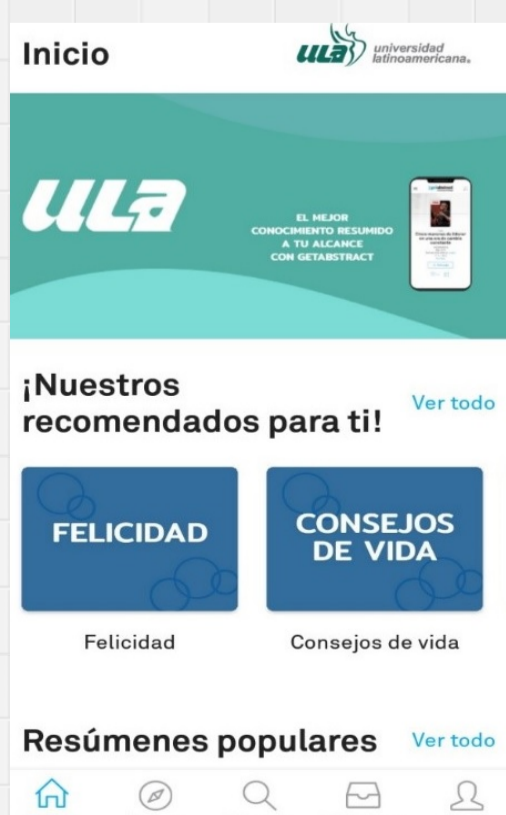 Inicio
ula universidad
latinoamericana.
ula
EL MEJOR
CONOCIMIENTO RESUMIDO
A TU ALCANCE
CON GETABSTRACT
¡Nuestros
recomendados para ti!
Ver todo
FELICIDAD
CONSEJOS
DE VIDA
Felicidad
Consejos de vida
Resúmenes populares
Ver todo